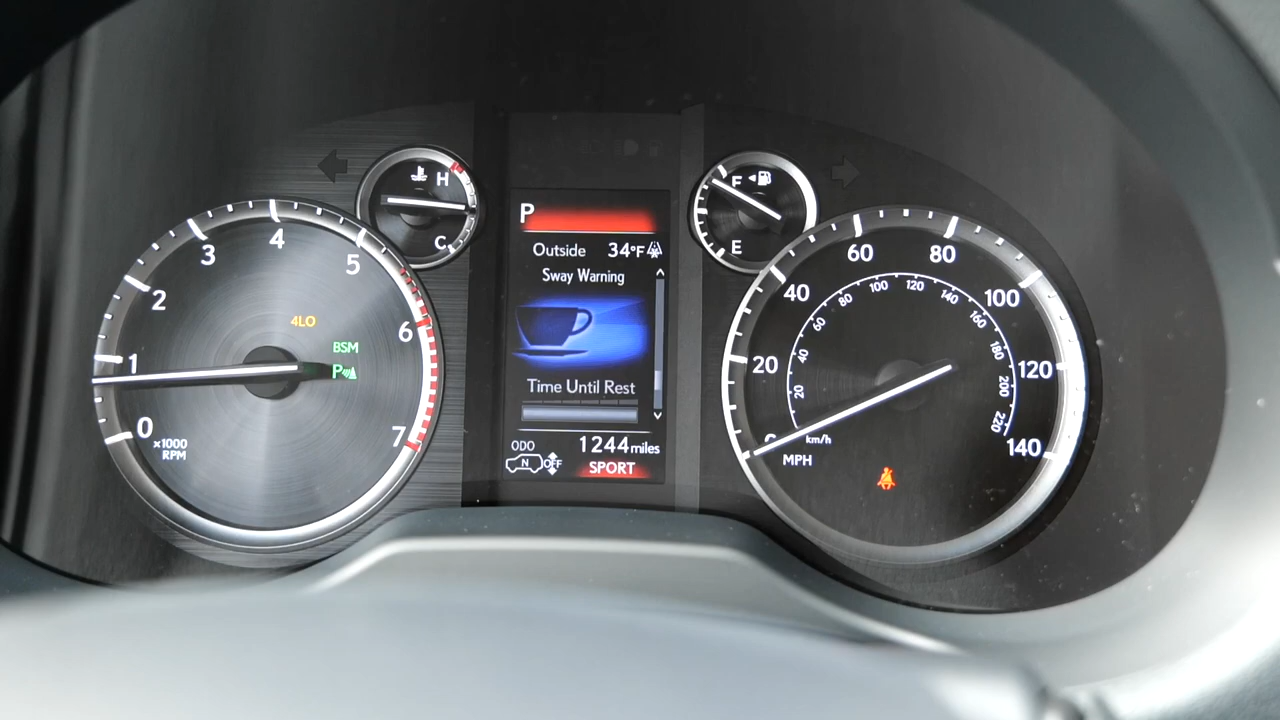 0
1
2
3
4
5
6
7
x1000
RPM
4LO
BSM
P
H
C
P
Outside 34°F
Sway Warning
Time Until Rest
ODO 1244 miles
N OFF
SPORT
F
E
0
20
40
60
80
100
120
140
MPH
20
40
60
80
100
120
140
160
180
200
220
km/h